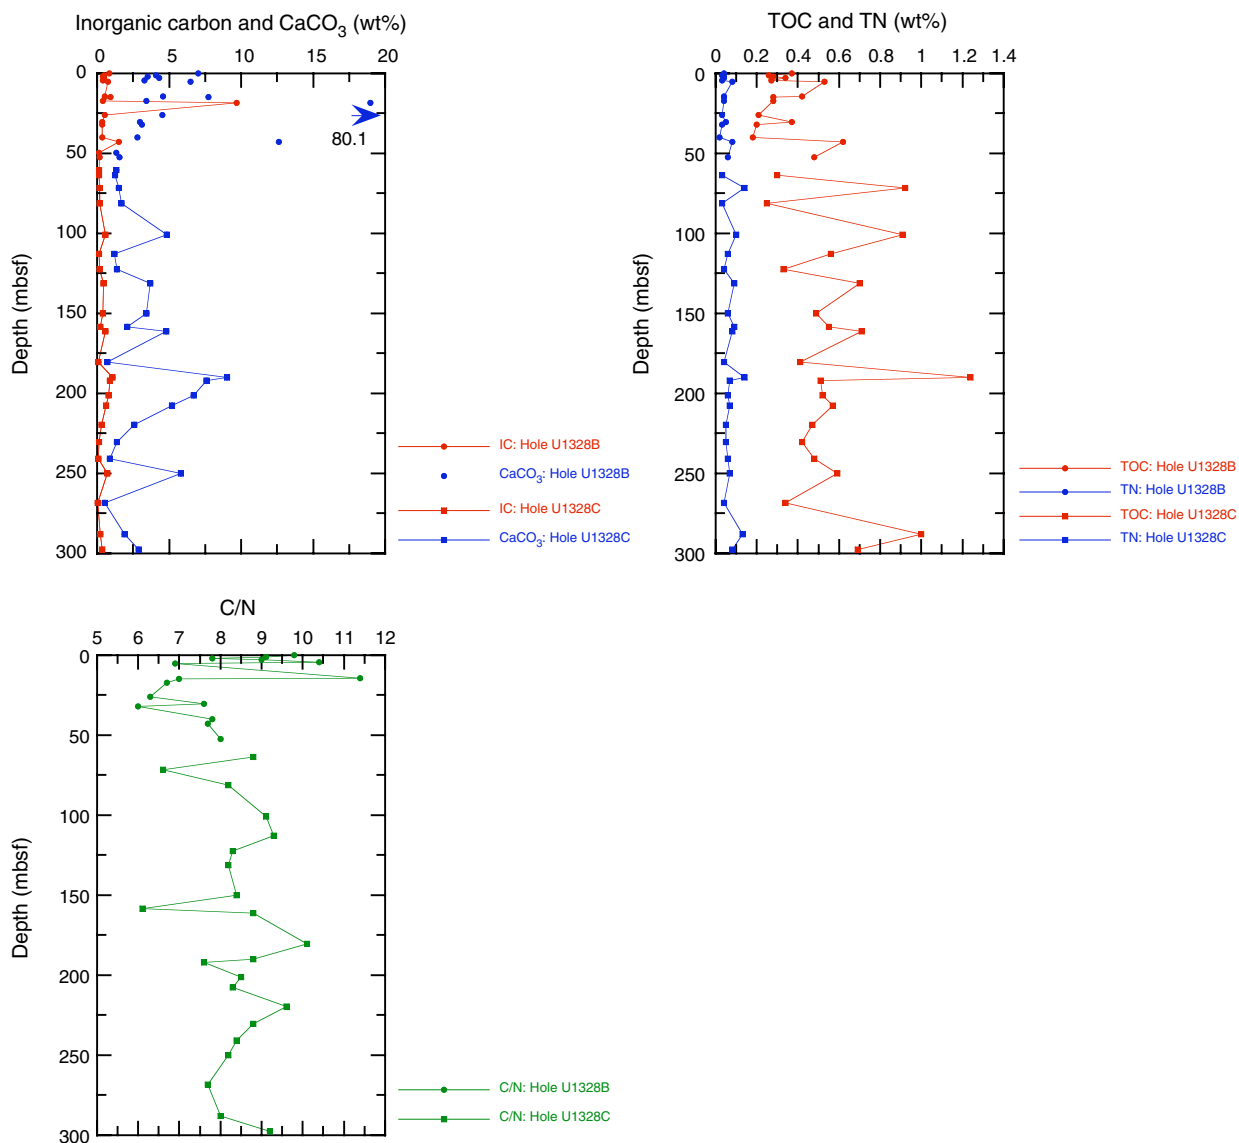 Inorganic carbon and CaCO3 (wt%)
0 5 10 15 20
0
50
100
150
200
250
300
Depth (mbsf)
80.1
IC: Hole U1328B
CaCO3: Hole U1328B
IC: Hole U1328C
CaCO3: Hole U1328C
TOC and TN (wt%)
0 0.2 0.4 0.6 0.8 1 1.2 1.4
0
50
100
150
200
250
300
Depth (mbsf)
TOC: Hole U1328B
TN: Hole U1328B
TOC: Hole U1328C
TN: Hole U1328C
C/N
5 6 7 8 9 10 11 12
0
50
100
150
200
250
300
Depth (mbsf)
C/N: Hole U1328B
C/N: Hole U1328C